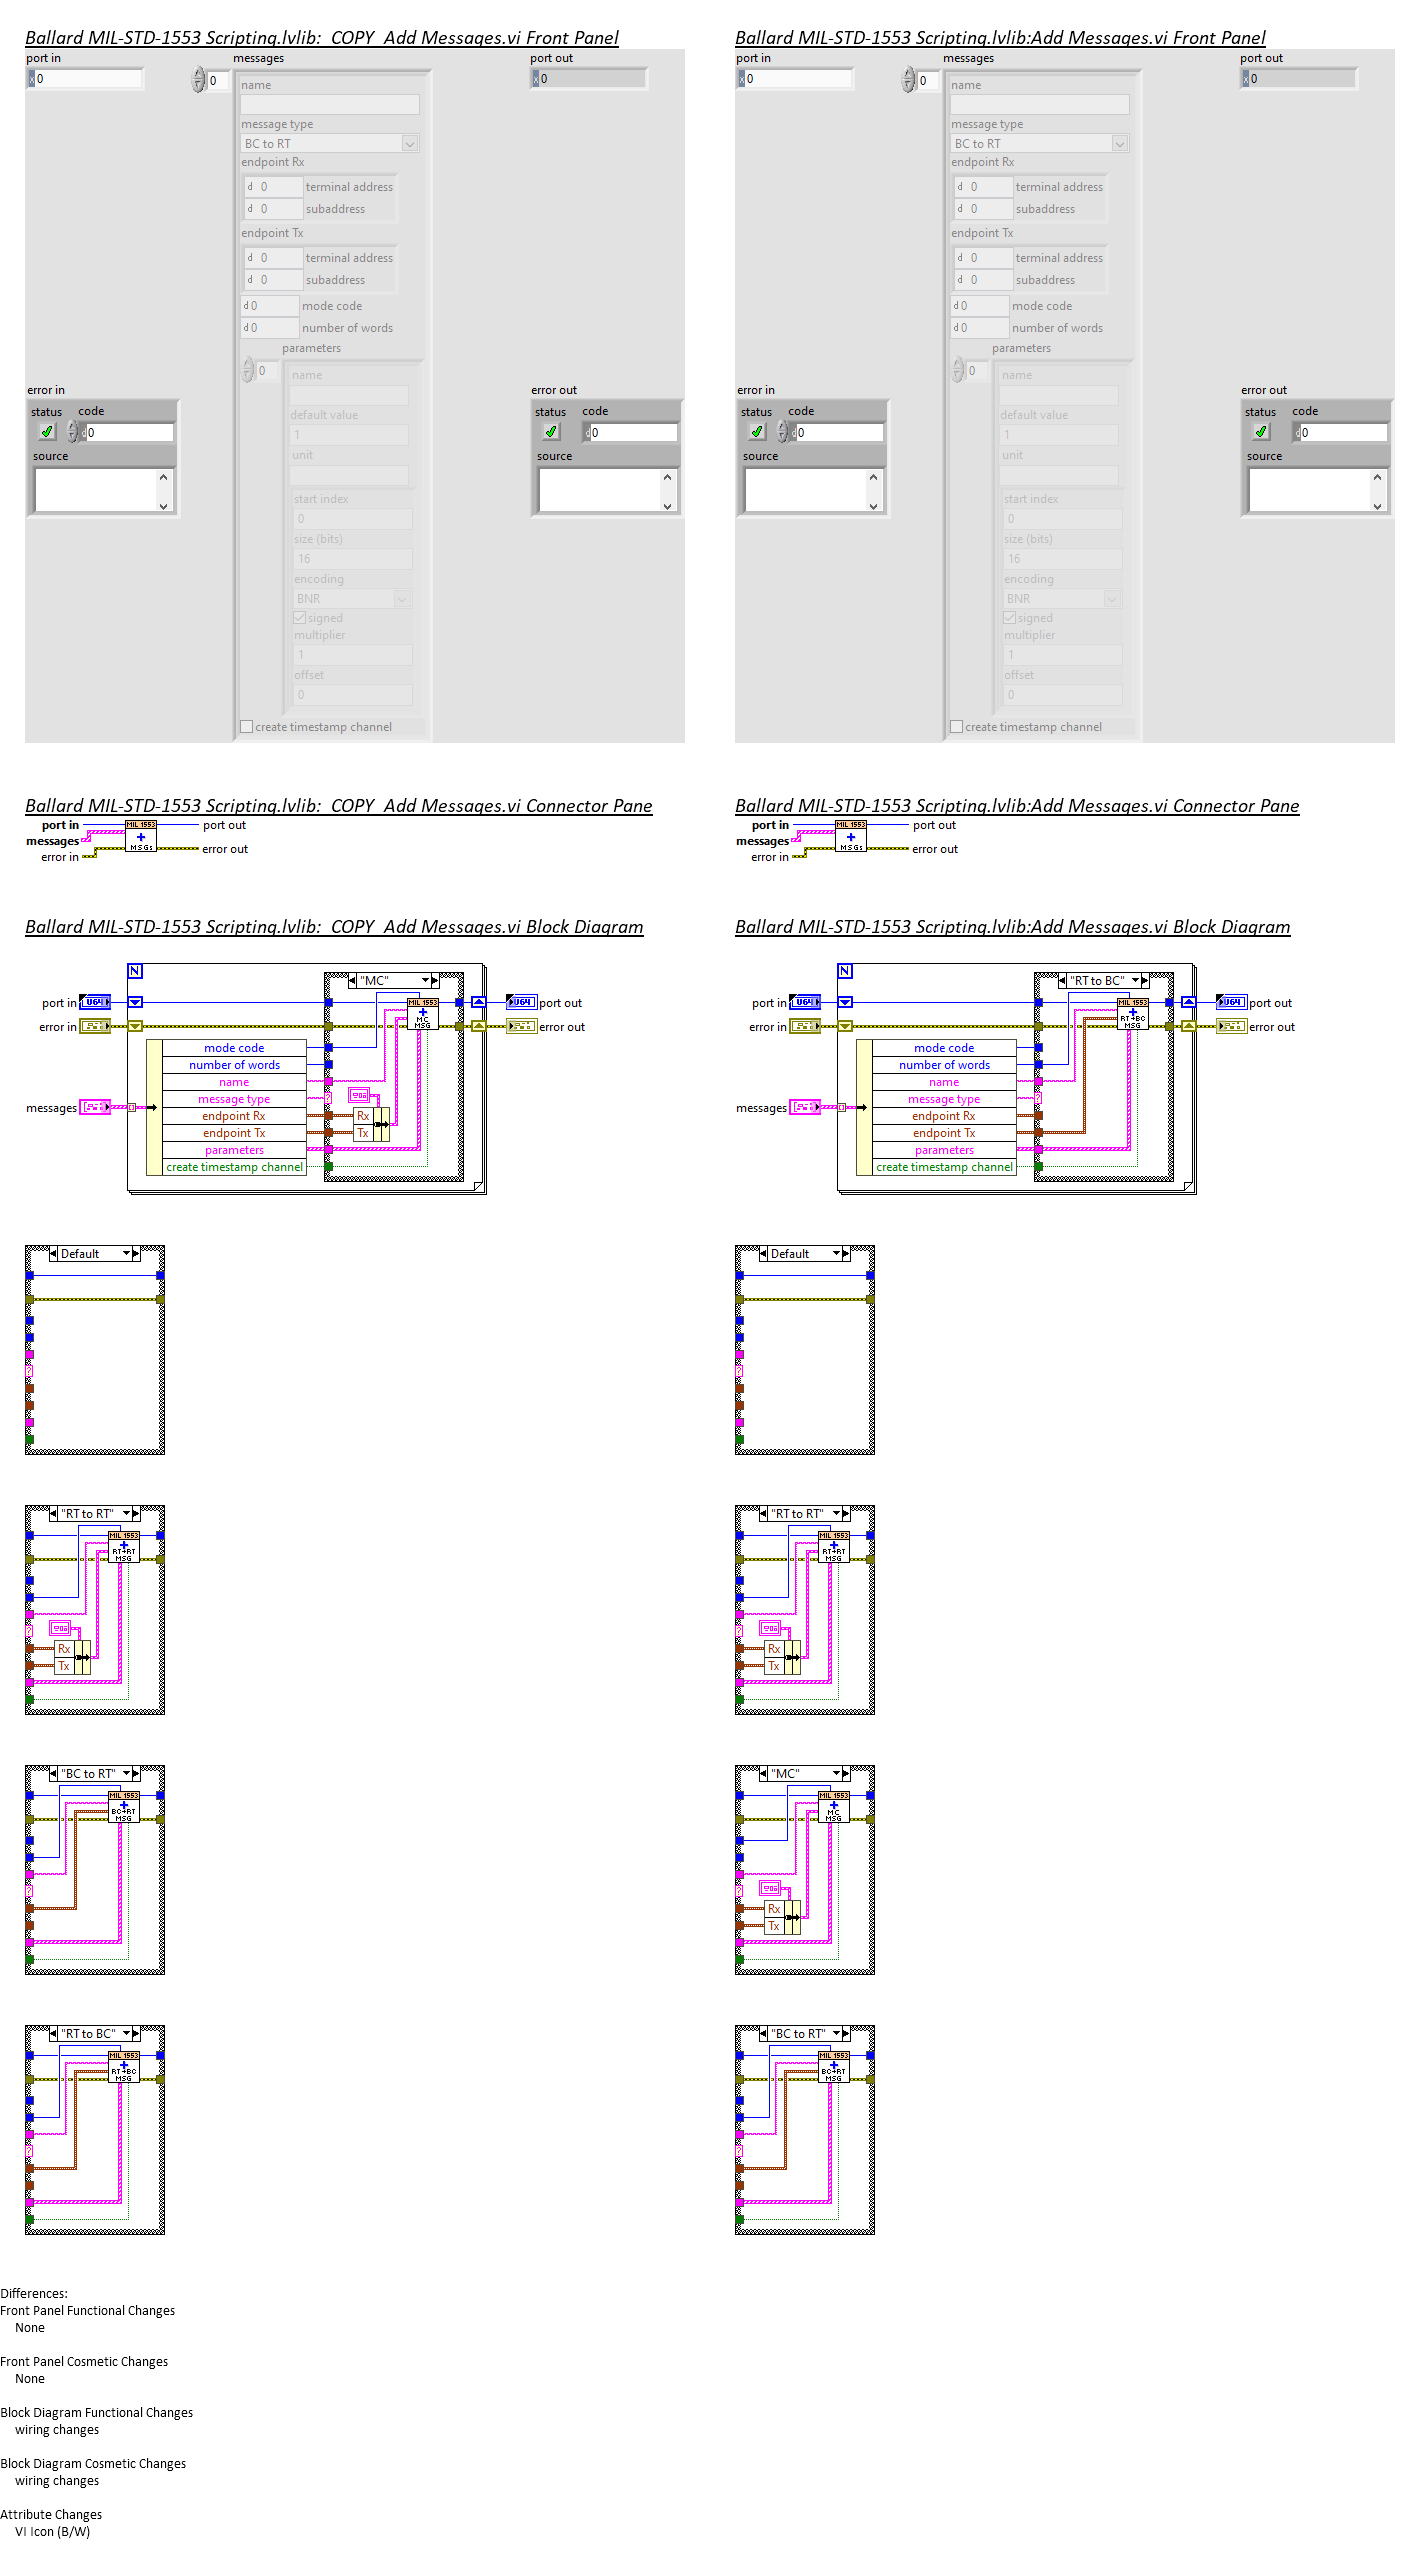 Ballard MIL-STD-1553 Scripting.lvlib:_COPY_Add Messages.vi Front Panel
port in
0
0
messages
name
message type
BC to RT
endpoint Rx
d 0 terminal address
d 0 subaddress
endpoint Tx
d 0 terminal address
d 0 subaddress
d 0 mode code
d 0 number of words
parameters
0
name
default value
1
unit
start index
0
size (bits)
16
encoding
BNR
signed
multiplier
1
offset
0
create timestamp channel
port out
x 0
error in
status code
d 0
source
error out
status code
d 0
source
Ballard MIL-STD-1553 Scripting.lvlib:Add Messages.vi Front Panel
port in
x 0
0
messages
name
message type
BC to RT
endpoint Rx
d 0 terminal address
d 0 subaddress
endpoint Tx
d 0 terminal address
d 0 subaddress
d 0 mode code
d 0 number of words
parameters
0
name
default value
1
unit
start index
0
size (bits)
16
encoding
BNR
signed
multiplier
1
offset
0
create timestamp channel
port out
x 0
error in
status code
d 0
source
error out
status code
d 0
source
Ballard MIL-STD-1553 Scripting.lvlib:_COPY_Add Messages.vi Connector Pane
port in
messages
error in
MIL 1553
+
MSGs
port out
error out
Ballard MIL-STD-1553 Scripting.lvlib:Add Messages.vi Connector Pane
port in
messages
error in
MIL 1553
+
MSGs
port out
error out
Ballard MIL-STD-1553 Scripting.lvlib:_COPY_Add Messages.vi Block Diagram
N
"MC"
port in
U64
error in
MIL 1553
+
MC
MSG
U64
port out
error out
mode code
number of words
name
message type
endpoint Rx
endpoint Tx
parameters
create timestamp channel
messages
?
Rx
Tx
Ballard MIL-STD-1553 Scripting.lvlib:Add Messages.vi Block Diagram
N
"RT to BC"
port in
U64
error in
MIL 1553
+
RT→BC
MSG
U64
port out
error out
mode code
number of words
name
message type
endpoint Rx
endpoint Tx
parameters
create timestamp channel
messages
?
Default
?
Default
?
"RT to RT"
MIL 1553
+
RT→RT
MSG
?
Rx
Tx
"RT to RT"
MIL 1553
+
RT→RT
MSG
?
Rx
Tx
"BC to RT"
MIL 1553
+
BC→RT
MSG
?
"MC"
MIL 1553
+
MC
MSG
?
Rx
Tx
"RT to BC"
MIL 1553
+
RT→BC
MSG
?
"BC to RT"
MIL 1553
+
BC→RT
MSG
?
Differences:
Front Panel Functional Changes
None
Front Panel Cosmetic Changes
None
Block Diagram Functional Changes
wiring changes
Block Diagram Cosmetic Changes
wiring changes
Attribute Changes
VI Icon (B/W)